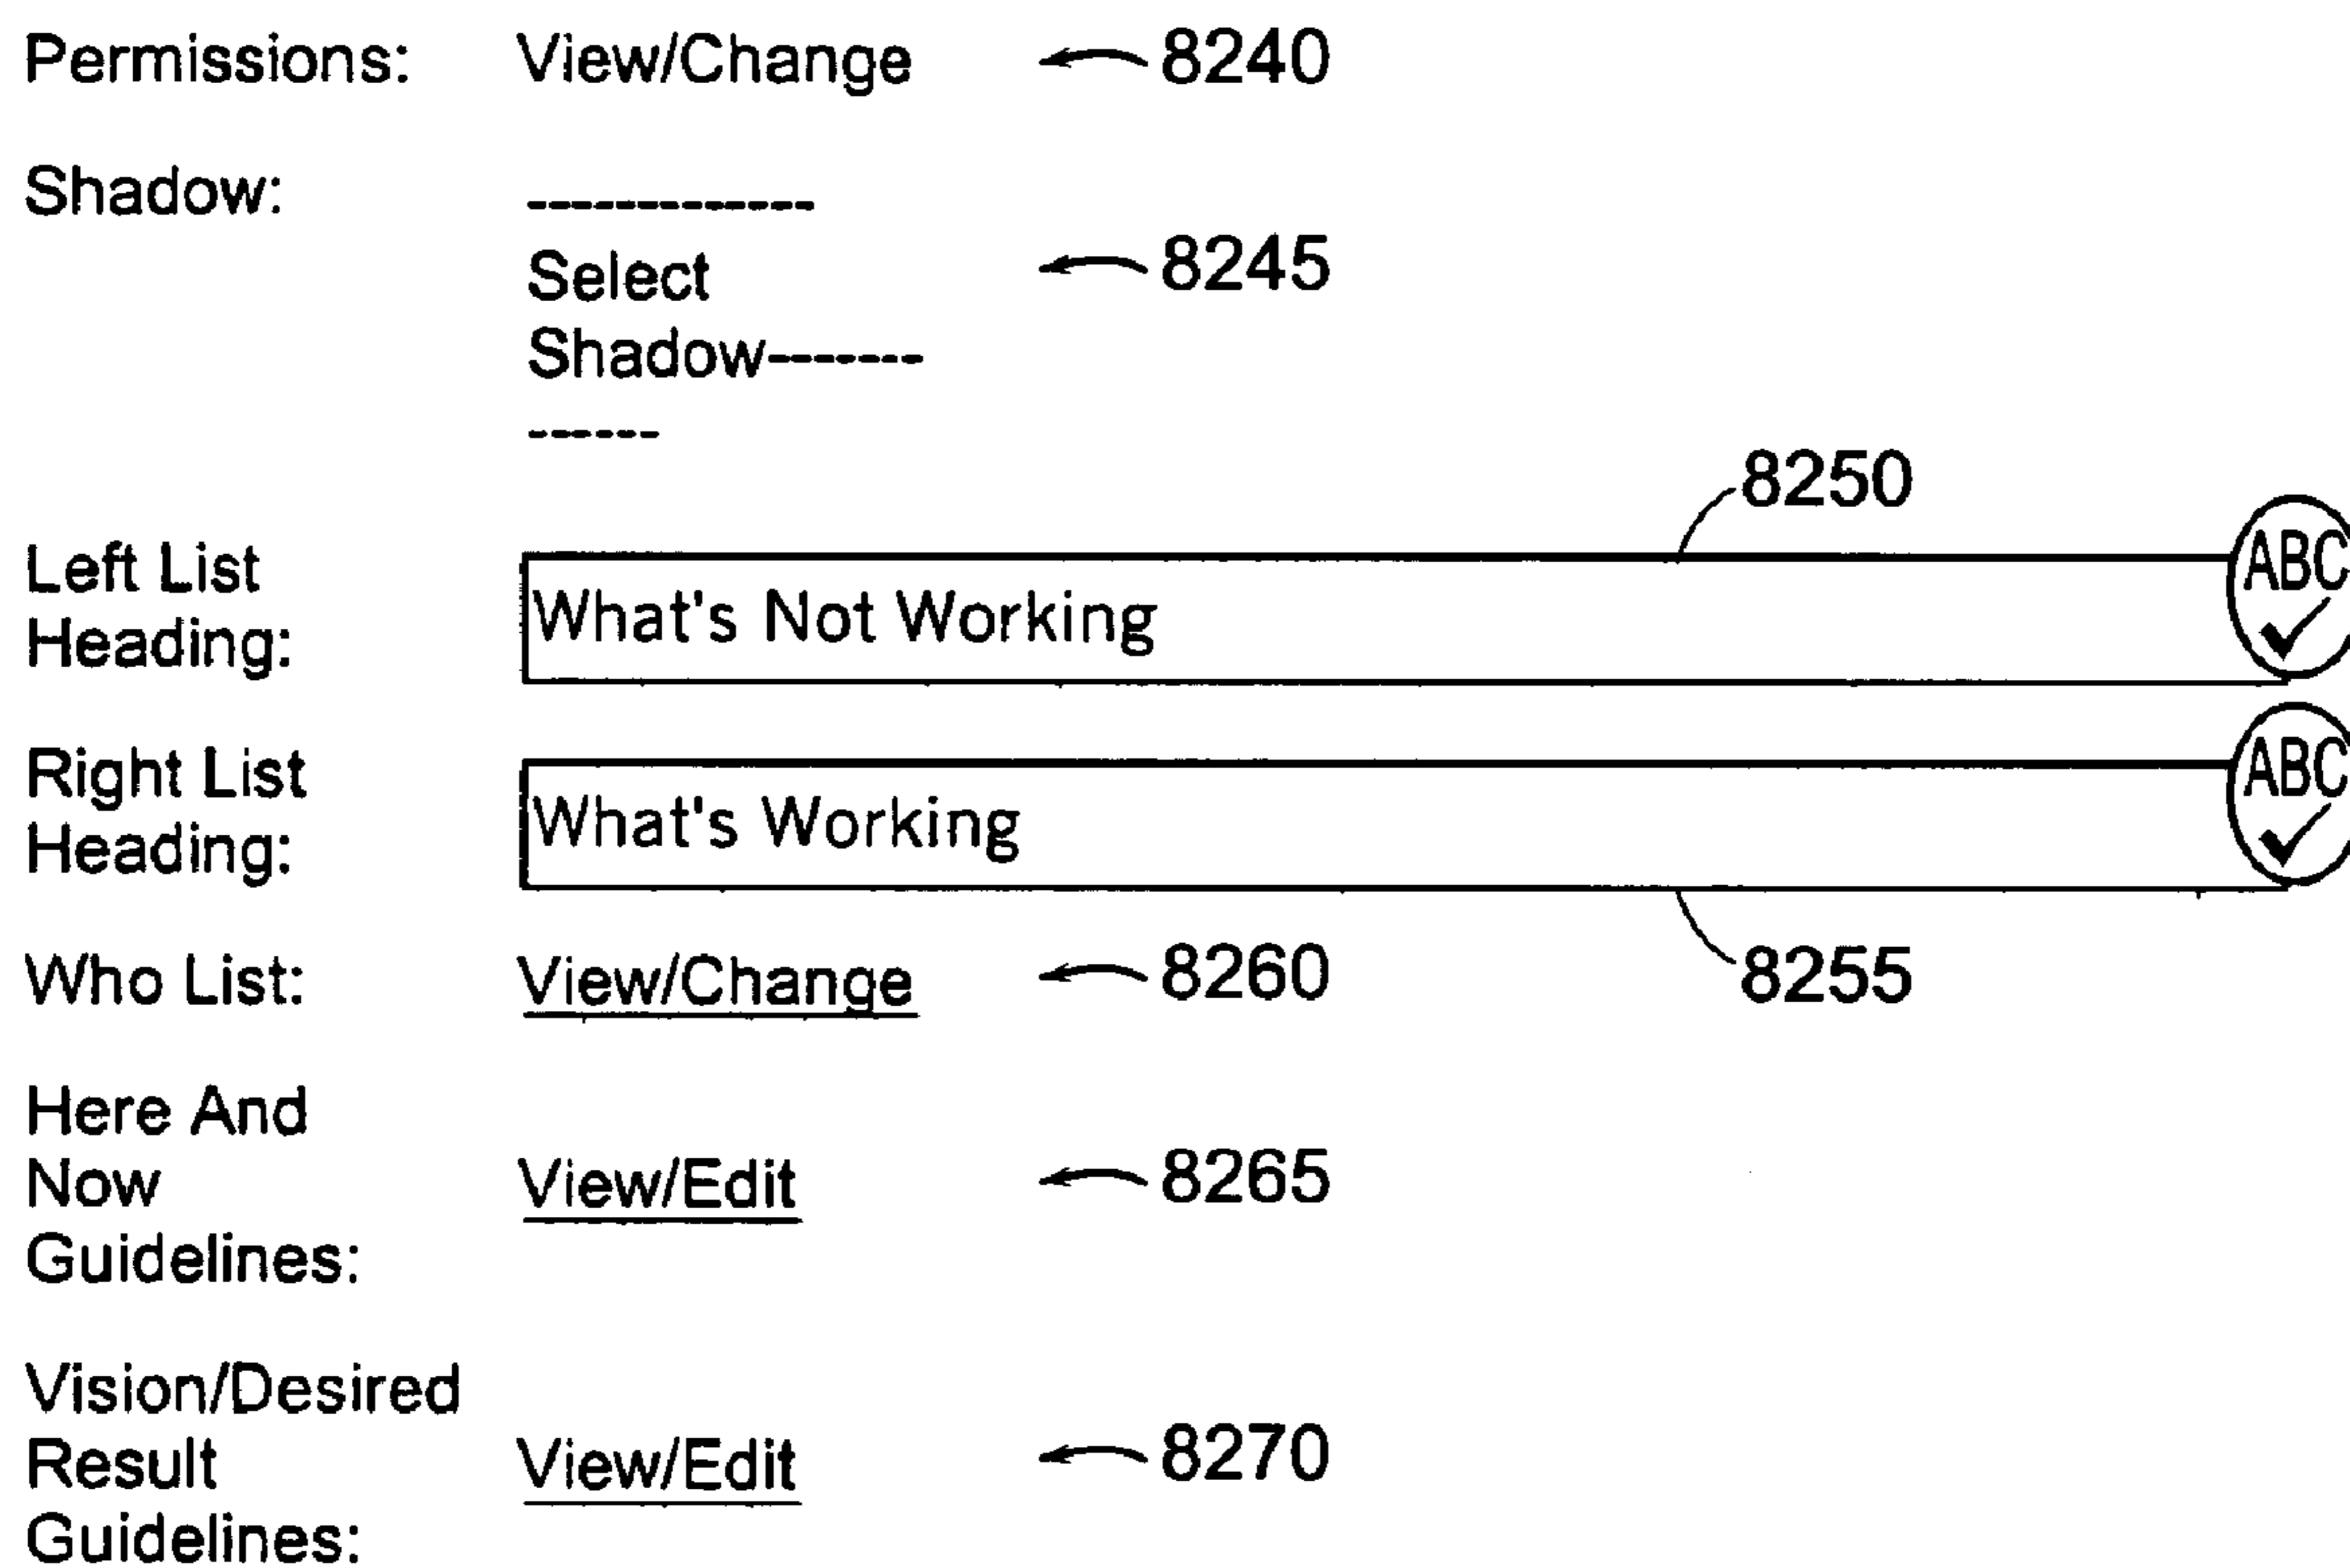 Permissions: View/Change 8240
Shadow: -------------
Select 8245
Shadow-------
------
8250
Left List
Heading:
What's Not Working
ABC
Right List
Heading:
What's Working
ABC
Who List: View/Change 8260 8255
Here And
Now View/Edit 8265
Guidelines:
Vision/Desired
Result View/Edit 8270
Guidelines: